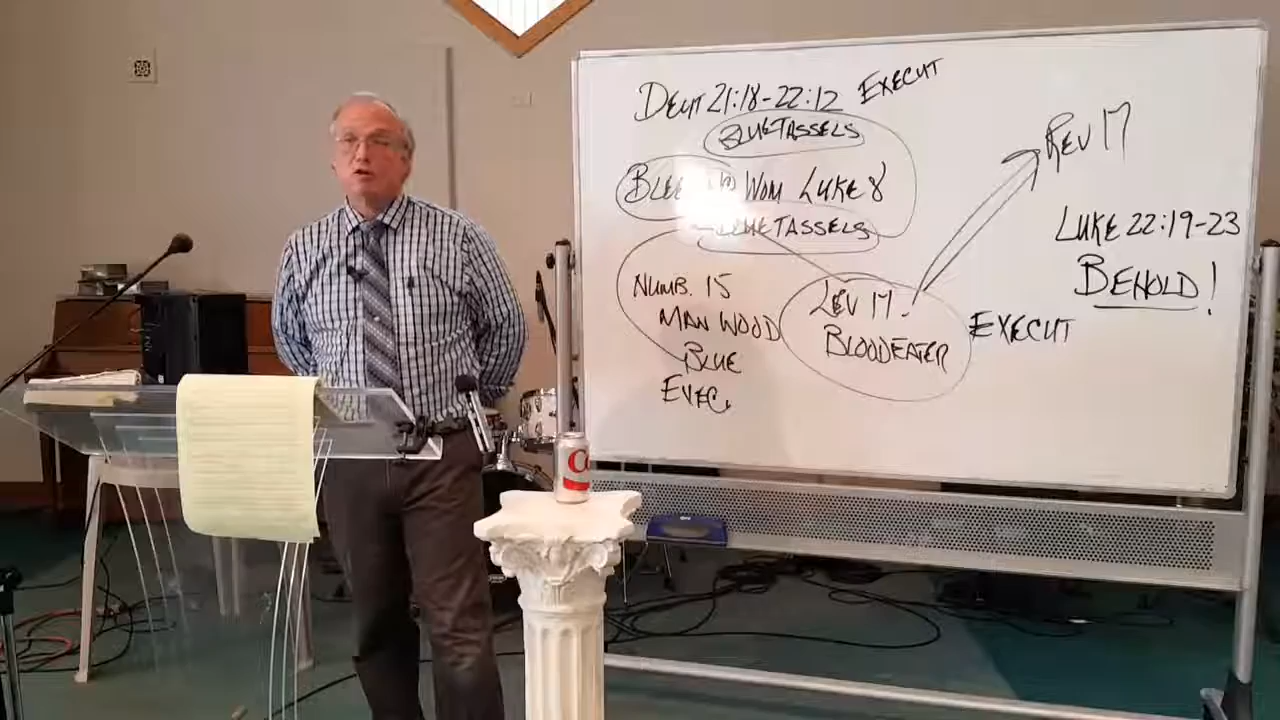 DEUT 21:18-22:12 EXECUT
BLUE TASSELS
WOM LUKE 8
TASSELS
NUMB. 15
MAN WOOD
BLUE
EXEC.
LEV 17.
BLOODEATER
EXECUT
REV 17
LUKE 22:19-23
BEHOLD!